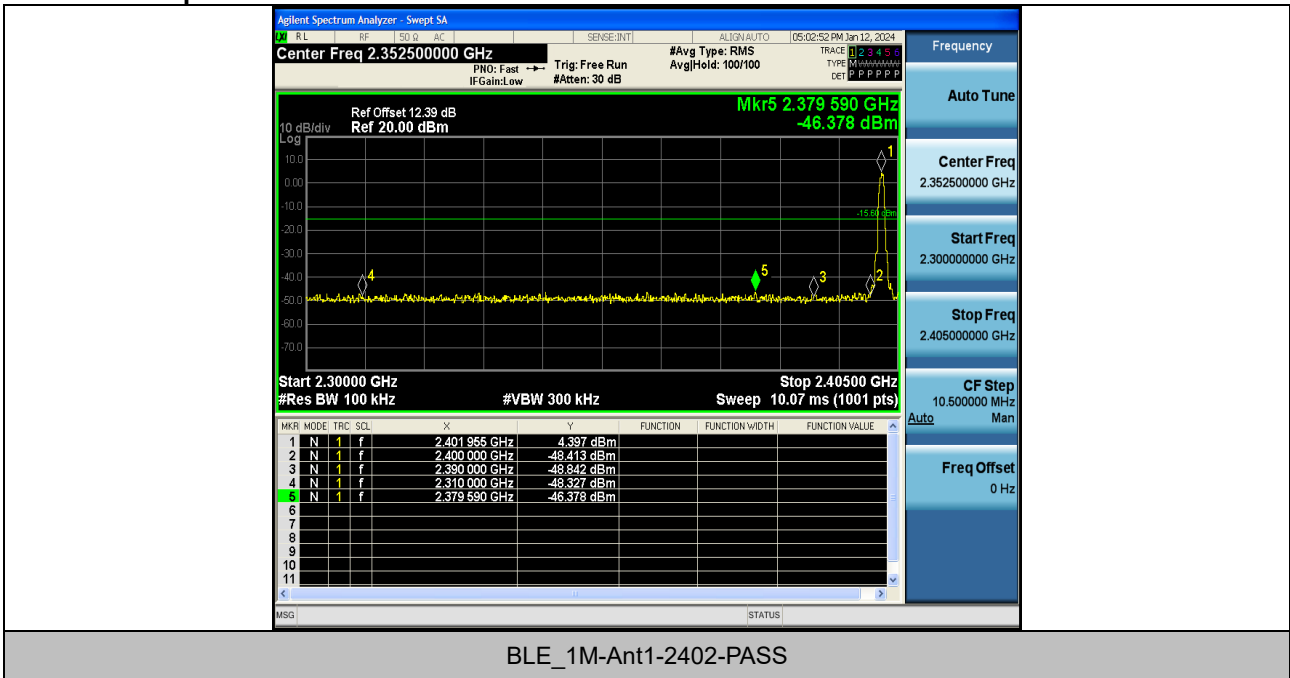 Agilent Spectrum Analyzer - Swept SA
LXI RL RF 50 Ω AC SENSE:INT ALIGNAUTO 05:02:52 PM Jan 12, 2024
Center Freq 2.352500000 GHz
PNO: Fast
IFGain:Low
Trig: Free Run
#Atten: 30 dB
#Avg Type: RMS
Avg|Hold: 100/100
TRACE 1 2 3 4 5 6
TYPE M WWWWW
DET P P P P P P
Ref Offset 12.39 dB
10 dB/div Ref 20.00 dBm
Log
Mkr5 2.379 590 GHz
-46.378 dBm
10.0
0.00
-10.0
-20.0
-30.0
-40.0
-50.0
-60.0
-70.0
1
-15.60 dBm
4
5
3
2
Start 2.30000 GHz Stop 2.40500 GHz
#Res BW 100 kHz #VBW 300 kHz Sweep 10.07 ms (1001 pts)
MKR MODE TRC SCL X Y FUNCTION FUNCTION WIDTH FUNCTION VALUE
1 N 1 f 2.401 955 GHz 4.397 dBm
2 N 1 f 2.400 000 GHz -48.413 dBm
3 N 1 f 2.390 000 GHz -48.842 dBm
4 N 1 f 2.310 000 GHz -48.327 dBm
5 N 1 f 2.379 590 GHz -46.378 dBm
6
7
8
9
10
11
MSG STATUS
Frequency
Auto Tune
Center Freq
2.352500000 GHz
Start Freq
2.300000000 GHz
Stop Freq
2.405000000 GHz
CF Step
10.500000 MHz
Auto Man
Freq Offset
0 Hz
BLE_1M-Ant1-2402-PASS